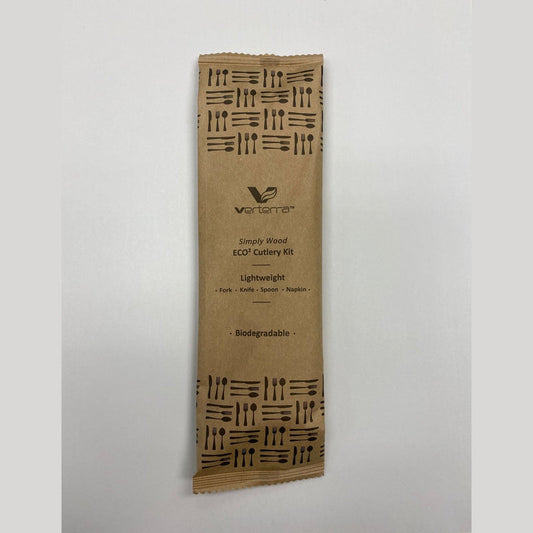 Verterra™
Simply Wood
ECO² Cutlery Kit
Lightweight
• Fork • Knife • Spoon • Napkin •
• Biodegradable •